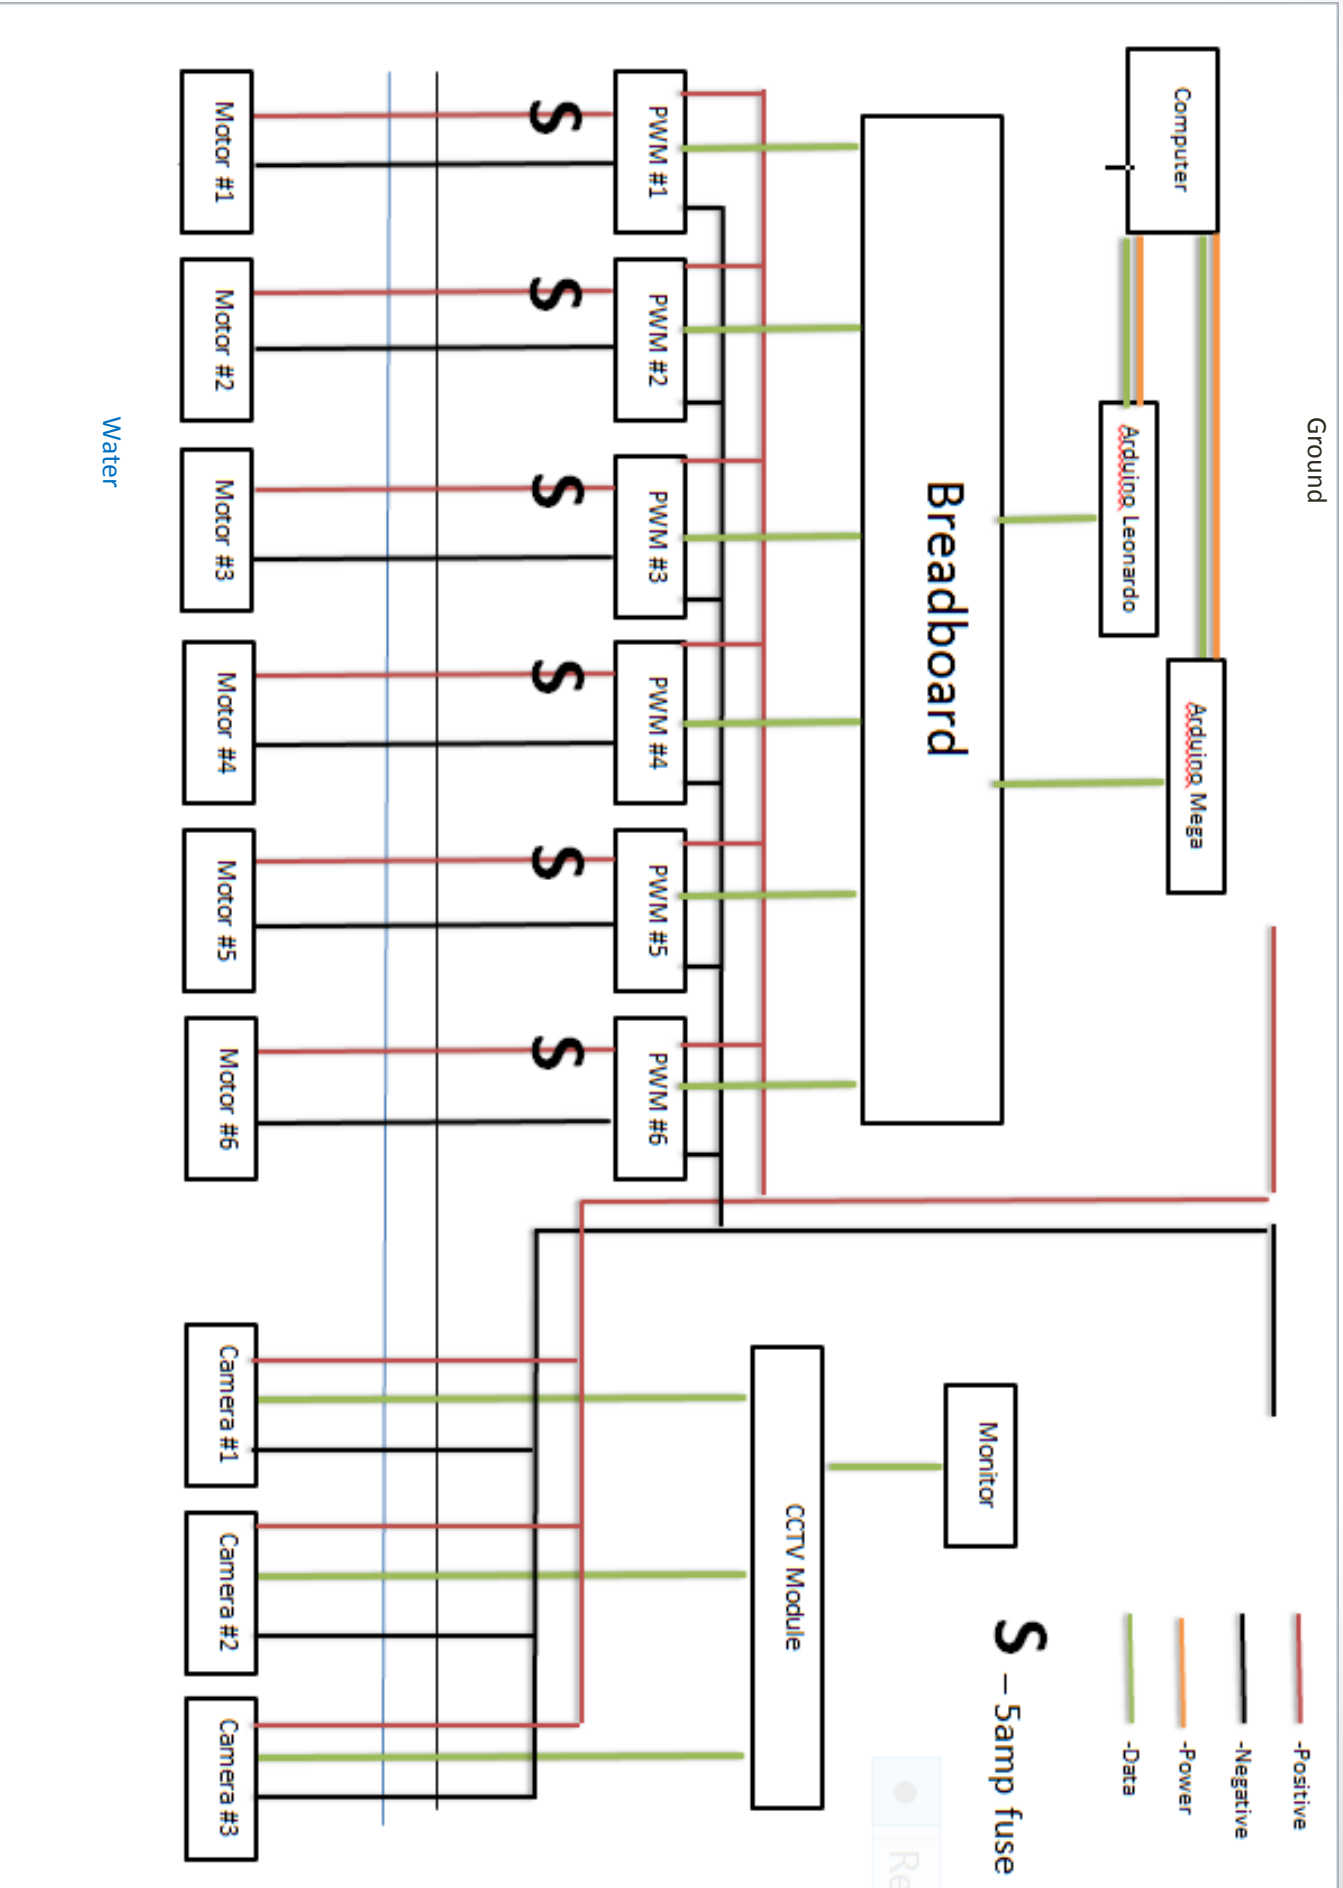 Ground
Computer
Arduino Leonardo
Arduino Mega
-Positive
-Negative
-Power
-Data
S – 5amp fuse
Breadboard
Monitor
CCTV Module
PWM #1
PWM #2
PWM #3
PWM #4
PWM #5
PWM #6
S
S
S
S
S
S
Motor #1
Motor #2
Motor #3
Motor #4
Motor #5
Motor #6
Camera #1
Camera #2
Camera #3
Water
Re